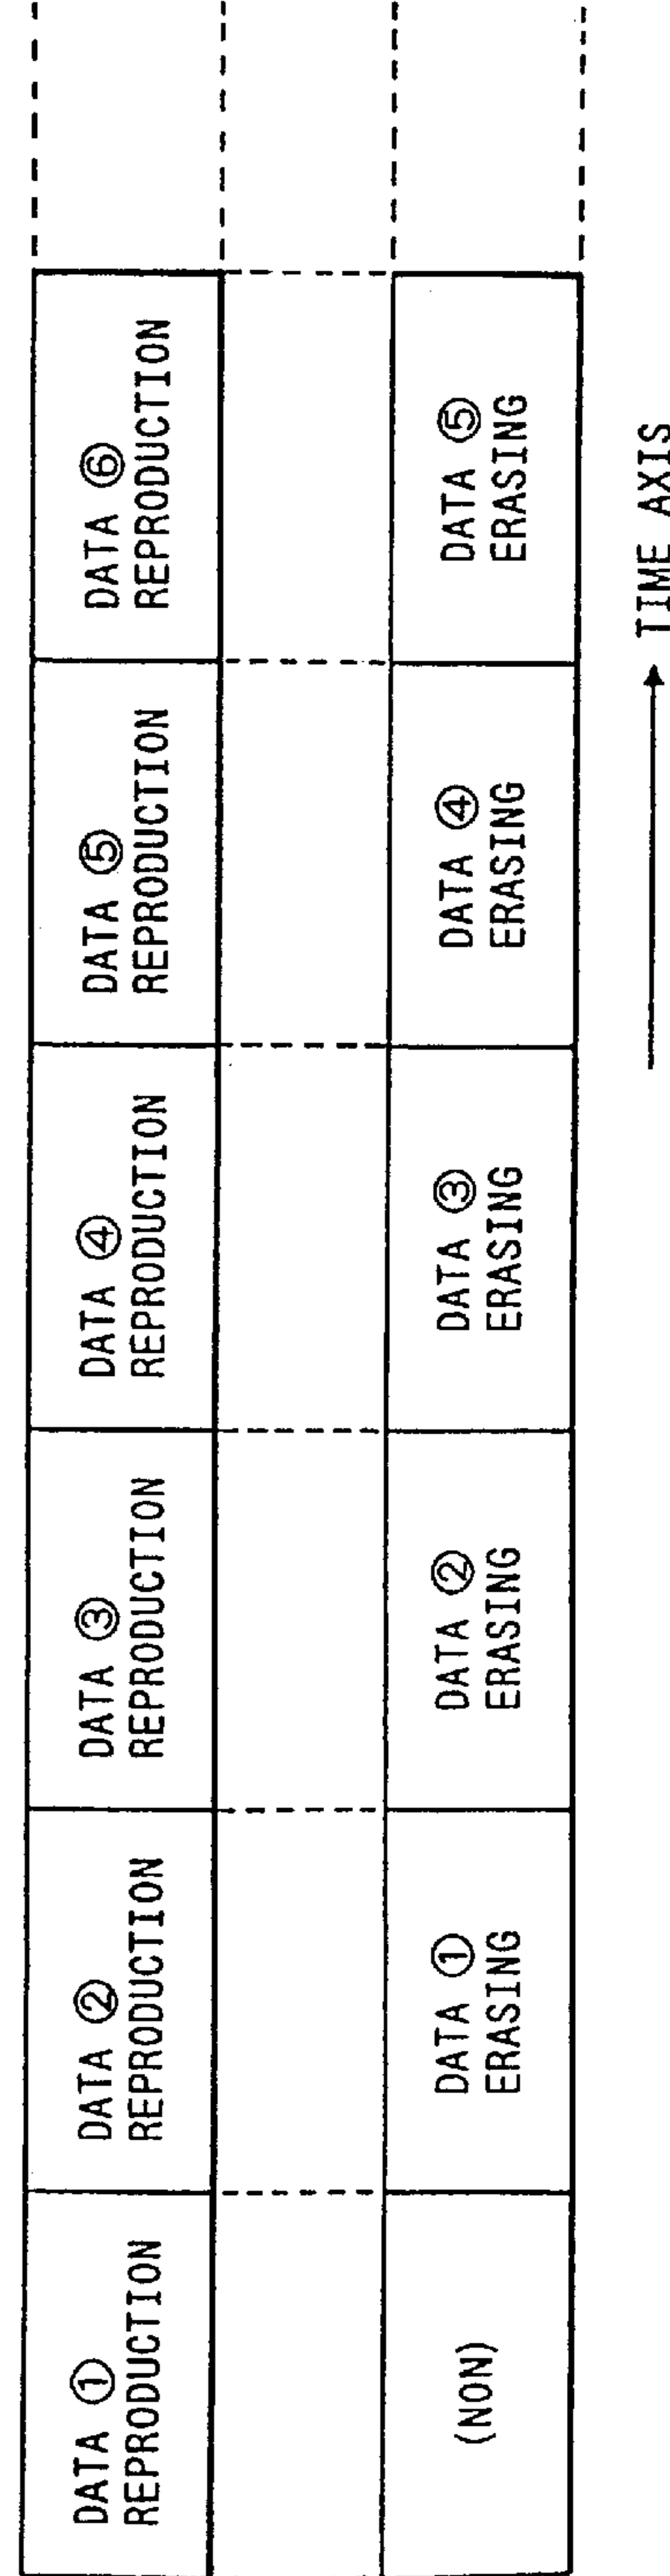 DATA ①
REPRODUCTION
DATA ②
REPRODUCTION
DATA ③
REPRODUCTION
DATA ④
REPRODUCTION
DATA ⑤
REPRODUCTION
DATA ⑥
REPRODUCTION
(NON)
DATA ①
ERASING
DATA ②
ERASING
DATA ③
ERASING
DATA ④
ERASING
DATA ⑤
ERASING
TIME AXIS